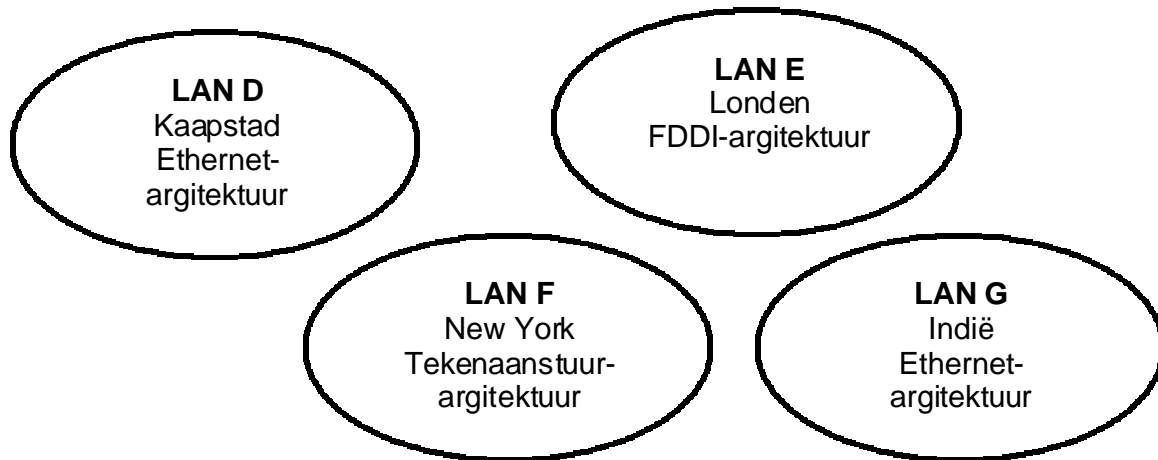 LAN D
Kaapstad
Ethernet-
argitektuur
LAN E
Londen
FDDI-argitektuur
LAN F
New York
Tekenaanstuur-
argitektuur
LAN G
Indië
Ethernet-
argitektuur